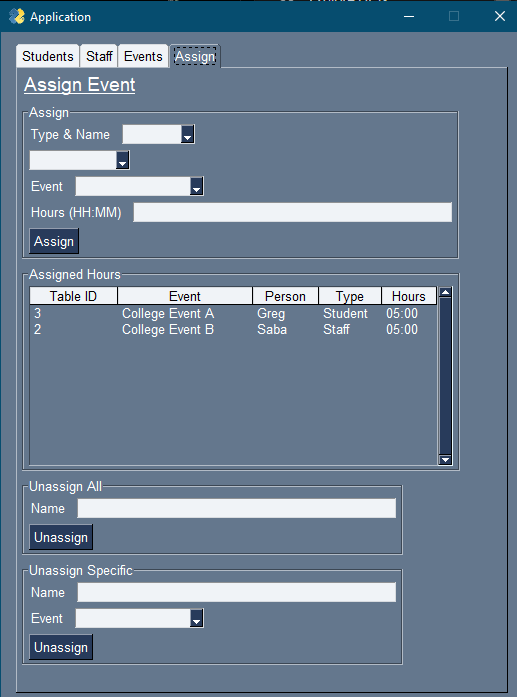 Application
Students Staff Events Assign
Assign Event
Assign
Type & Name
Event
Hours (HH:MM)
Assign
Assigned Hours
Table ID Event Person Type Hours
3 College Event A Greg Student 05:00
2 College Event B Saba Staff 05:00
Unassign All
Name
Unassign
Unassign Specific
Name
Event
Unassign